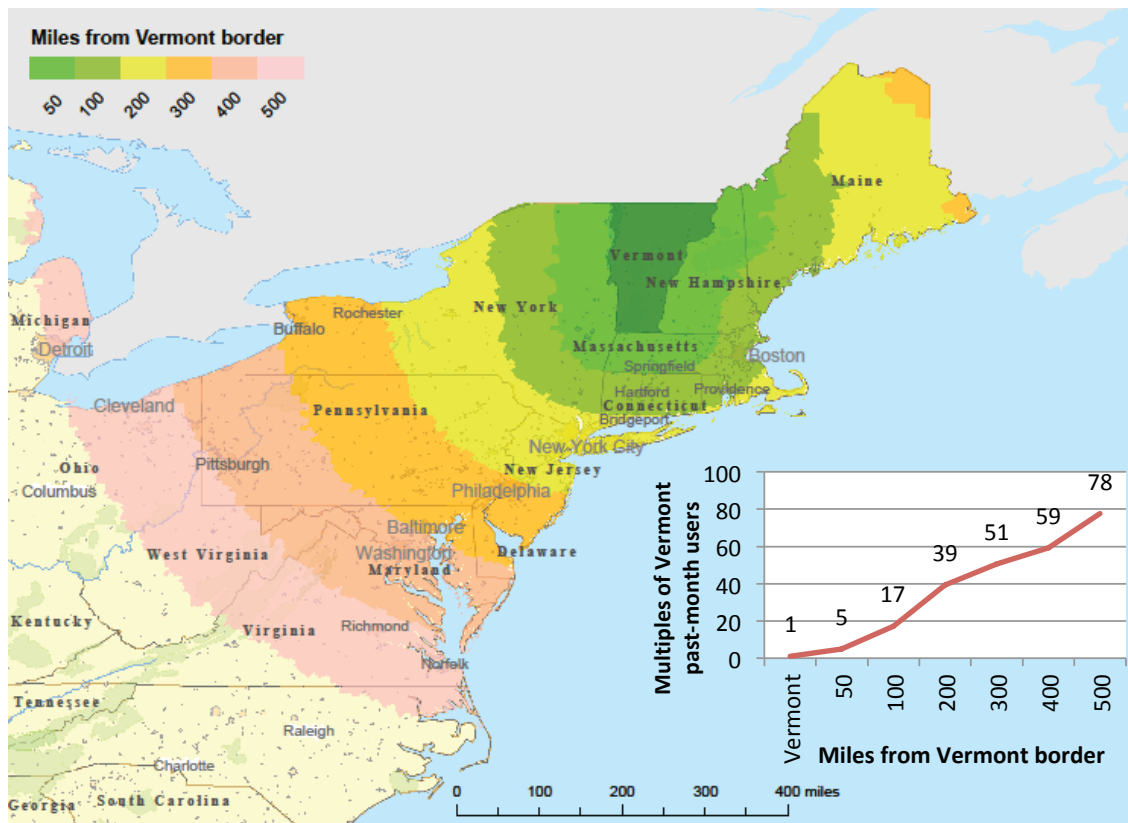 Miles from Vermont border
50 100 200 300 400 500
Maine
Vermont
New Hampshire
New York
Rochester
Buffalo
Michigan
Detroit
Massachusetts
Boston
Springfield
Hartford
Providence
Connecticut
Bridgeport
Cleveland
Pennsylvania
New York City
Pittsburgh
New Jersey
Ohio
Columbus
Philadelphia
Baltimore
West Virginia
Washington
Delaware
Maryland
Kentucky
Virginia
Richmond
Norfolk
Tennessee
Raleigh
Charlotte
Georgia
South Carolina
0 100 200 300 400 miles
Multiples of Vermont
past-month users
100
80
60
40
20
0
1
5
17
39
51
59
78
Vermont
50
100
200
300
400
500
Miles from Vermont border